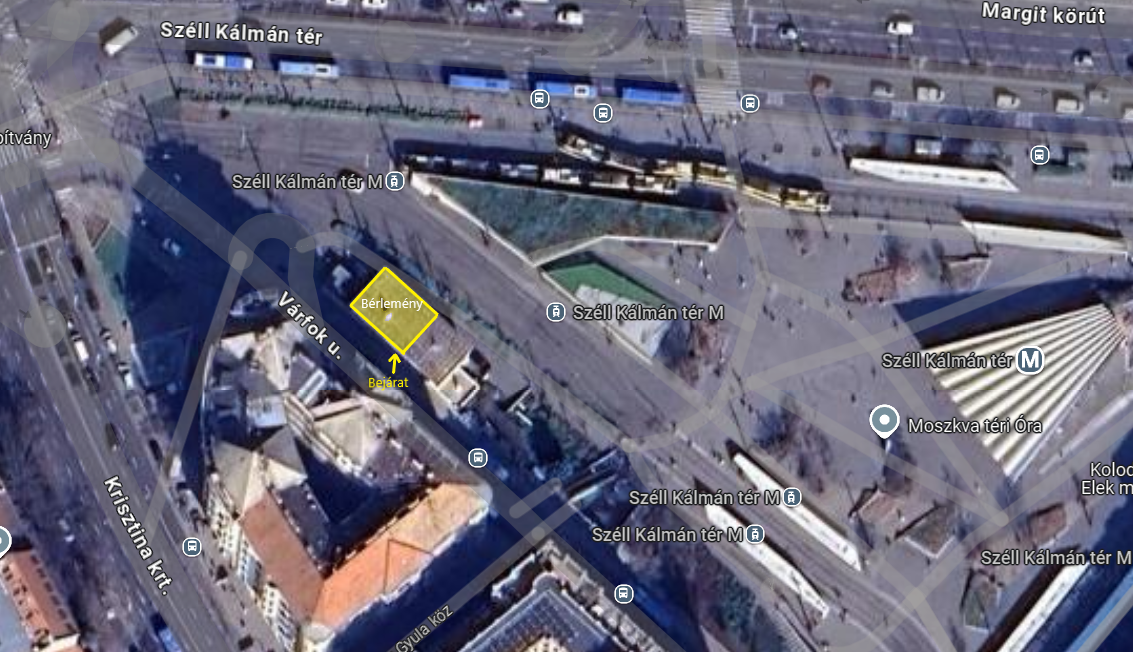 Margit körút
Széll Kálmán tér
pítvány
Széll Kálmán tér M
Bérlemény
Széll Kálmán tér M
Várfok u.
Széll Kálmán tér M
Bejárat
Moszkva téri Óra
Krisztina krt.
Kolod
Elek m
Széll Kálmán tér M
Széll Kálmán tér M
Széll Kálmán tér M
Gyula köz